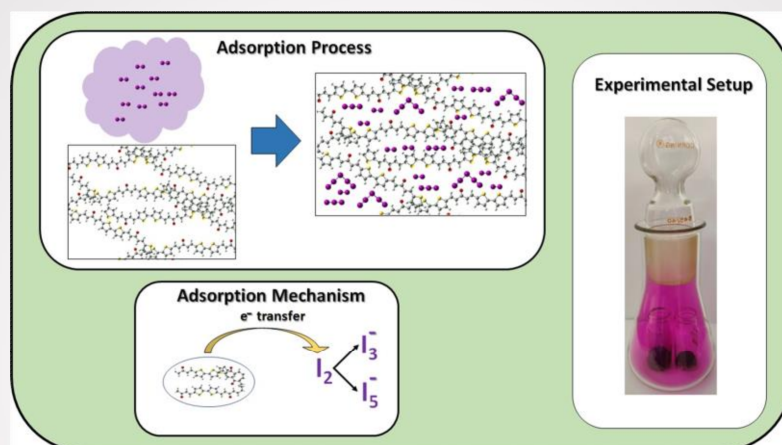 Adsorption Process
Experimental Setup
Adsorption Mechanism
e⁻ transfer
I₂
I₃⁻
I₅⁻